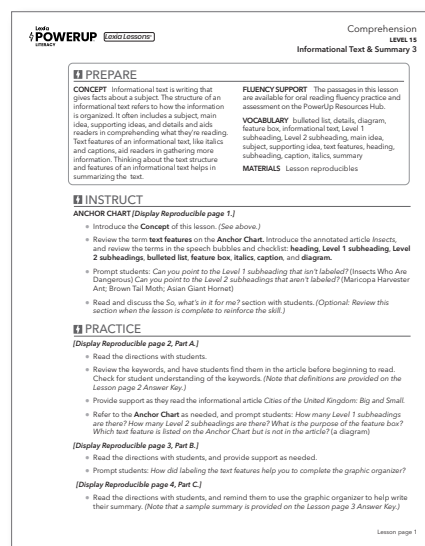 Lexia
POWERUP
LITERACY
Lexia Lessons®
Comprehension
LEVEL 15
Informational Text & Summary 3
PREPARE
CONCEPT Informational text is writing that
gives facts about a subject. The structure of an
informational text refers to how the information
is organized. It often includes a subject, main
idea, supporting ideas, and details and aids
readers in comprehending what they're reading.
Text features of an informational text, like italics
and captions, aid readers in gathering more
information. Thinking about the text structure
and features of an informational text helps in
summarizing the text.
FLUENCY SUPPORT The passages in this lesson
are available for oral reading fluency practice and
assessment on the PowerUp Resources Hub.
VOCABULARY bulleted list, details, diagram,
feature box, informational text, Level 1
subheading, Level 2 subheading, main idea,
subject, supporting idea, text features, heading,
subheading, caption, italics, summary
MATERIALS Lesson reproducibles
INSTRUCT
ANCHOR CHART [Display Reproducible page 1.]
• Introduce the Concept of this lesson. (See above.)
• Review the term text features on the Anchor Chart. Introduce the annotated article Insects,
and review the terms in the speech bubbles and checklist: heading, Level 1 subheading, Level
2 subheadings, bulleted list, feature box, italics, caption, and diagram.
• Prompt students: Can you point to the Level 1 subheading that isn't labeled? (Insects Who Are
Dangerous) Can you point to the Level 2 subheadings that aren't labeled? (Maricopa Harvester
Ant; Brown Tail Moth; Asian Giant Hornet)
• Read and discuss the So, what's in it for me? section with students. (Optional: Review this
section when the lesson is complete to reinforce the skill.)
PRACTICE
[Display Reproducible page 2, Part A.]
• Read the directions with students.
• Review the keywords, and have students find them in the article before beginning to read.
Check for student understanding of the keywords. (Note that definitions are provided on the
Lesson page 2 Answer Key.)
• Provide support as they read the informational article Cities of the United Kingdom: Big and Small.
• Refer to the Anchor Chart as needed, and prompt students: How many Level 1 subheadings
are there? How many Level 2 subheadings are there? What is the purpose of the feature box?
Which text feature is listed on the Anchor Chart but is not in the article? (a diagram)
[Display Reproducible page 3, Part B.]
• Read the directions with students, and provide support as needed.
• Prompt students: How did labeling the text features help you to complete the graphic organizer?
[Display Reproducible page 4, Part C.]
• Read the directions with students, and remind them to use the graphic organizer to help write
their summary. (Note that a sample summary is provided on the Lesson page 3 Answer Key.)
Lesson page 1